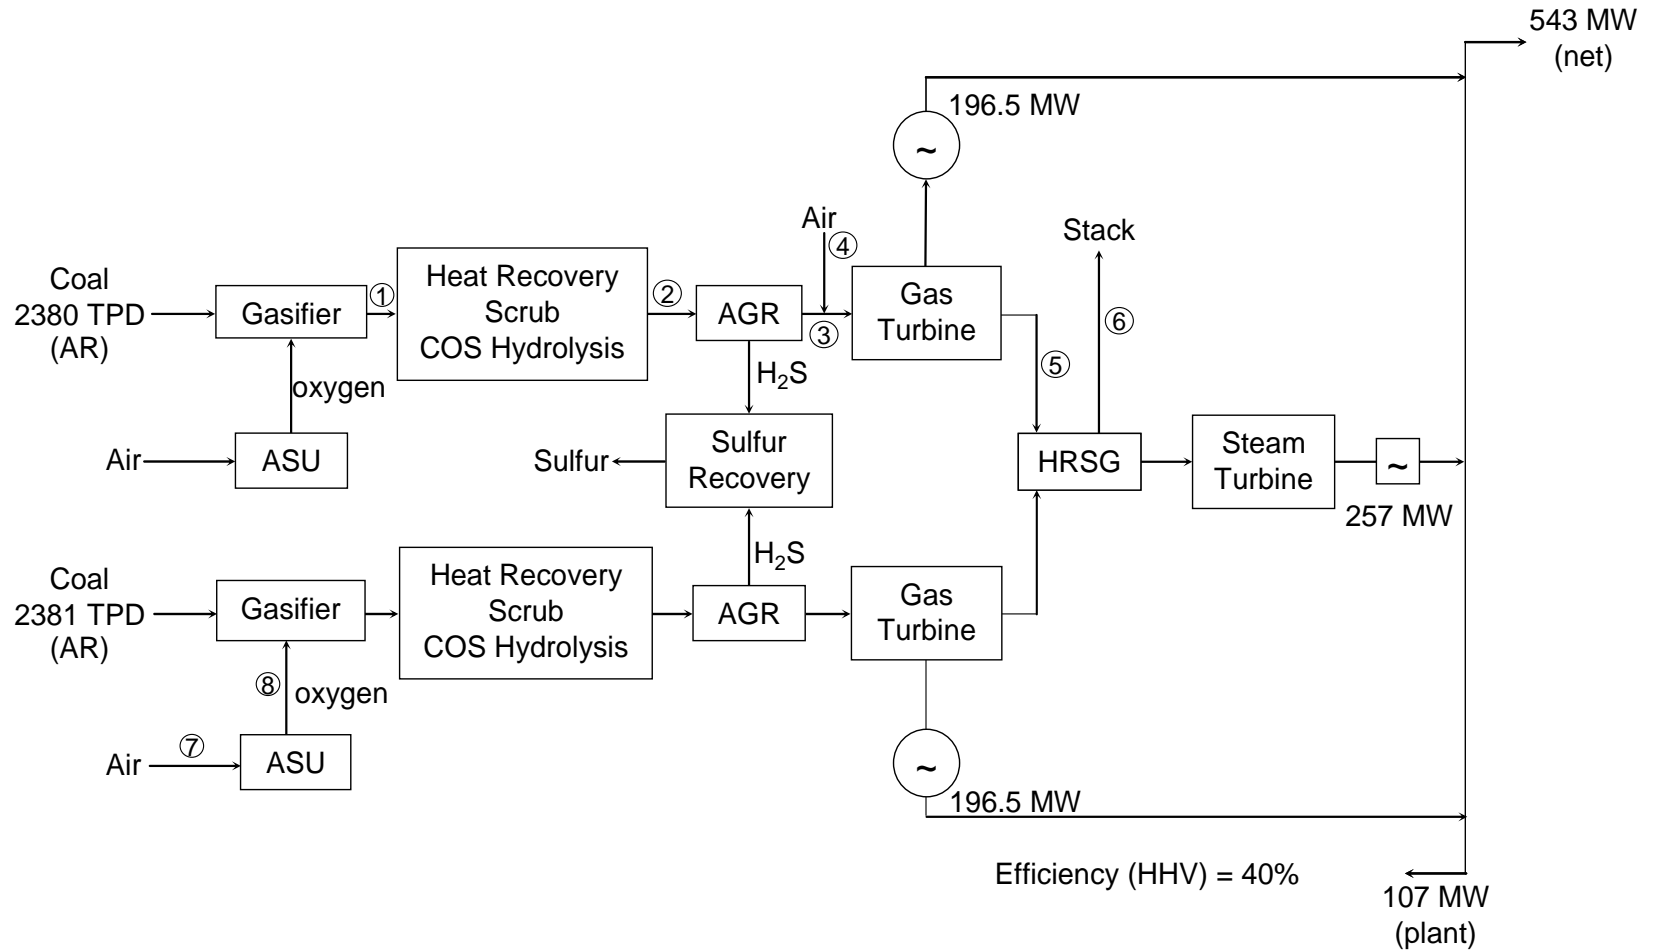 543 MW
(net)
196.5 MW
~
Air
④
Stack
Coal
2380 TPD
(AR)
Gasifier
①
Heat Recovery
Scrub
COS Hydrolysis
②
AGR
③
Gas
Turbine
⑥
⑤
oxygen
H₂S
Air
ASU
Sulfur
Sulfur
Recovery
HRSG
Steam
Turbine
~
257 MW
H₂S
Coal
2381 TPD
(AR)
Gasifier
Heat Recovery
Scrub
COS Hydrolysis
AGR
Gas
Turbine
⑧
oxygen
Air
⑦
ASU
~
196.5 MW
Efficiency (HHV) = 40%
107 MW
(plant)